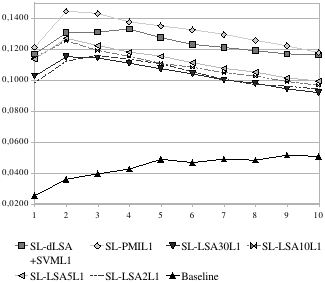 0,1400
0,1200
0,1000
0,0800
0,0600
0,0400
0,0200
1 2 3 4 5 6 7 8 9 10
SL-dLSA +SVML1 SL-PMIL1 SL-LSA30L1 SL-LSA10L1
SL-LSA5L1 SL-LSA2L1 Baseline